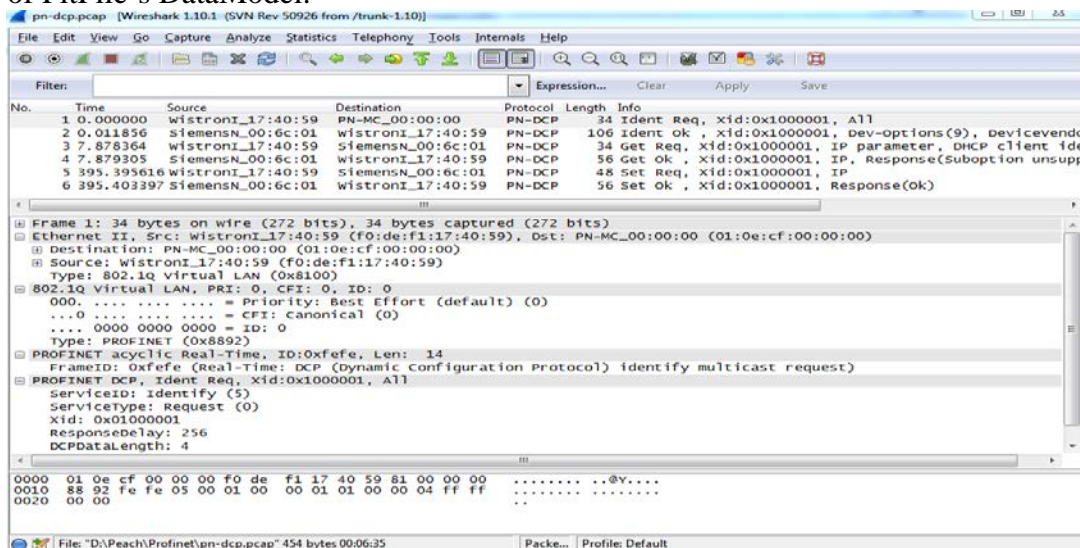 of PitFile's DataModel.
pn-dcp.pcap [Wireshark 1.10.1 (SVN Rev 50926 from /trunk-1.10)]
File Edit View Go Capture Analyze Statistics Telephony Tools Internals Help
Filter: Expression... Clear Apply Save
No. Time Source Destination Protocol Length Info
1 0.000000 WistronI_17:40:59 PN-MC_00:00:00 PN-DCP 34 Ident Req, Xid:0x1000001, All
2 0.011856 SiemensN_00:6c:01 WistronI_17:40:59 PN-DCP 106 Ident Ok , Xid:0x1000001, Dev-Options(9), Devicevendo
3 7.878364 WistronI_17:40:59 SiemensN_00:6c:01 PN-DCP 34 Get Req, Xid:0x1000001, IP parameter, DHCP client ide
4 7.879305 SiemensN_00:6c:01 WistronI_17:40:59 PN-DCP 56 Get Ok , Xid:0x1000001, IP, Response(Suboption unsupp
5 395.395616 WistronI_17:40:59 SiemensN_00:6c:01 PN-DCP 48 Set Req, Xid:0x1000001, IP
6 395.403397 SiemensN_00:6c:01 WistronI_17:40:59 PN-DCP 56 Set Ok , Xid:0x1000001, Response(Ok)
Frame 1: 34 bytes on wire (272 bits), 34 bytes captured (272 bits)
Ethernet II, Src: WistronI_17:40:59 (f0:de:f1:17:40:59), Dst: PN-MC_00:00:00 (01:0e:cf:00:00:00)
Destination: PN-MC_00:00:00 (01:0e:cf:00:00:00)
Source: WistronI_17:40:59 (f0:de:f1:17:40:59)
Type: 802.1Q Virtual LAN (0x8100)
802.1Q Virtual LAN, PRI: 0, CFI: 0, ID: 0
000. .... .... .... = Priority: Best Effort (default) (0)
...0 .... .... .... = CFI: Canonical (0)
.... 0000 0000 0000 = ID: 0
Type: PROFINET (0x8892)
PROFINET acyclic Real-Time, ID:0xfefe, Len: 14
FrameID: 0xfefe (Real-Time: DCP (Dynamic Configuration Protocol) identify multicast request)
PROFINET DCP, Ident Req, Xid:0x1000001, All
ServiceID: Identify (5)
ServiceType: Request (0)
Xid: 0x01000001
ResponseDelay: 256
DCPDataLength: 4
0000 01 0e cf 00 00 00 f0 de f1 17 40 59 81 00 00 00 ........ ..@Y....
0010 88 92 fe fe 05 00 01 00 00 01 01 00 00 04 ff ff ........ ........
0020 00 00 ..
File: "D:\Peach\Profinet\pn-dcp.pcap" 454 bytes 00:06:35 Packe... Profile: Default